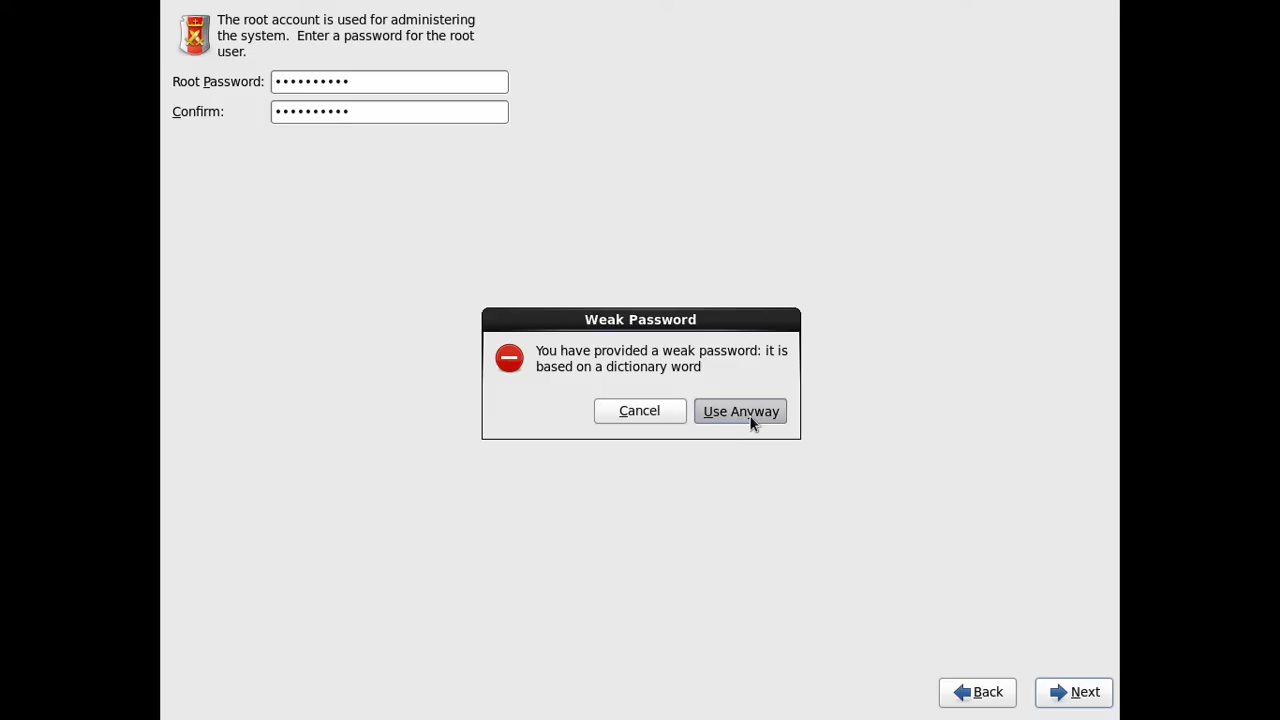 The root account is used for administering
the system.  Enter a password for the root
user.
Root Password: ••••••••••
Confirm: ••••••••••
Weak Password
You have provided a weak password: it is
based on a dictionary word
Cancel
Use Anyway
Back
Next